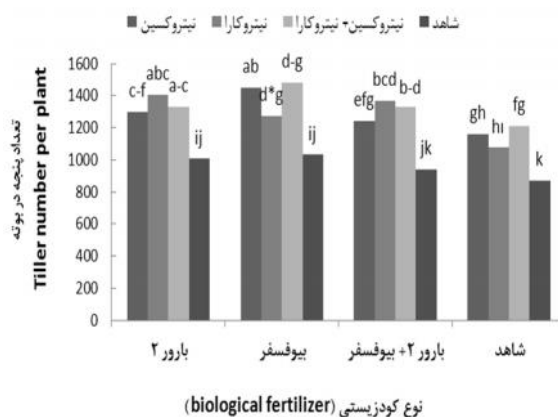 نیتروکسین نیتروکارا نیتروکسین+ نیتروکارا شاهد
تعداد پنجه در بوته
Tiller number per plant
1600
1400
1200
1000
800
600
400
200
0
c-f abc a-c ij
ab d*g d-g ij
efg bcd b-d jk
gh hı fg k
بارور ۲ بیوفسفر بارور ۲+ بیوفسفر شاهد
نوع کودزیستی (biological fertilizer)